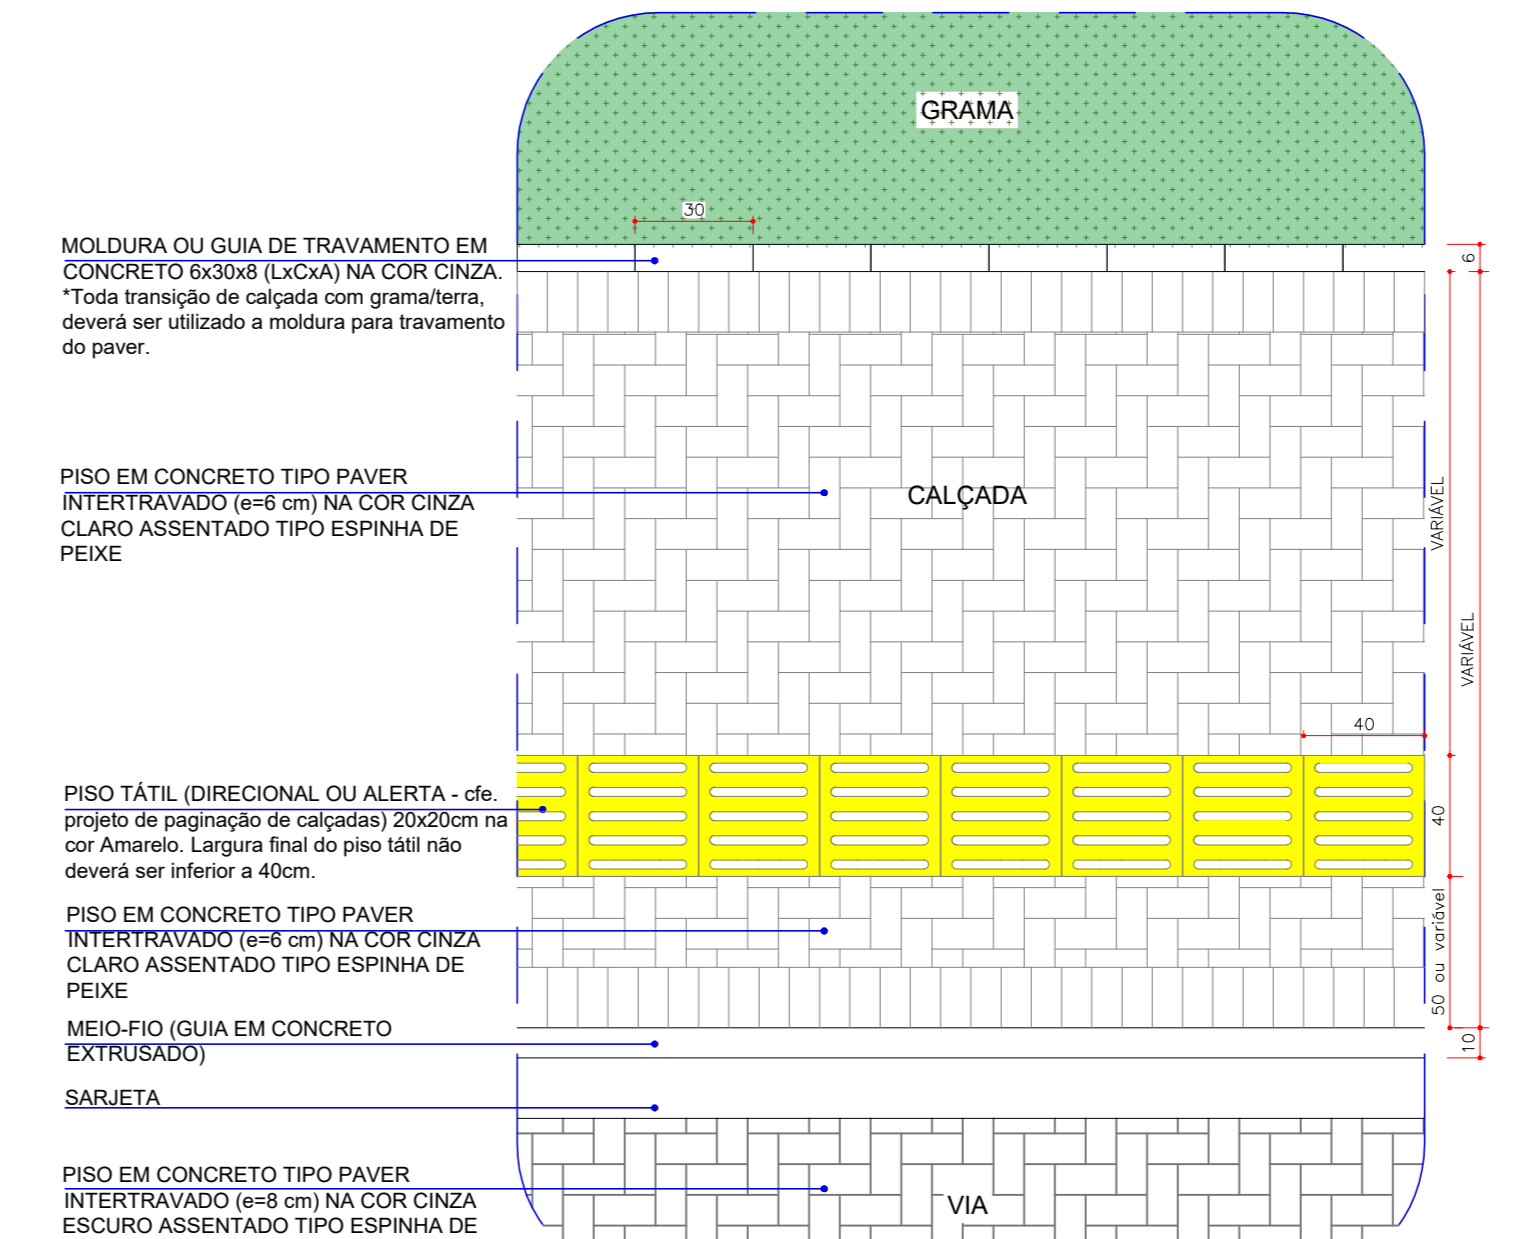 GRAMA
30
MOLDURA OU GUIA DE TRAVAMENTO EM
CONCRETO 6x30x8 (LxCxA) NA COR CINZA.
*Toda transição de calçada com grama/terra,
deverá ser utilizado a moldura para travamento
do paver.
6
PISO EM CONCRETO TIPO PAVER
INTERTRAVADO (e=6 cm) NA COR CINZA
CLARO ASSENTADO TIPO ESPINHA DE
PEIXE
CALÇADA
VARIÁVEL
VARIÁVEL
40
PISO TÁTIL (DIRECIONAL OU ALERTA - cfe.
projeto de paginação de calçadas) 20x20cm na
cor Amarelo. Largura final do piso tátil não
deverá ser inferior a 40cm.
40
PISO EM CONCRETO TIPO PAVER
INTERTRAVADO (e=6 cm) NA COR CINZA
CLARO ASSENTADO TIPO ESPINHA DE
PEIXE
50 ou variável
MEIO-FIO (GUIA EM CONCRETO
EXTRUSADO)
10
SARJETA
PISO EM CONCRETO TIPO PAVER
INTERTRAVADO (e=8 cm) NA COR CINZA
ESCURO ASSENTADO TIPO ESPINHA DE
VIA